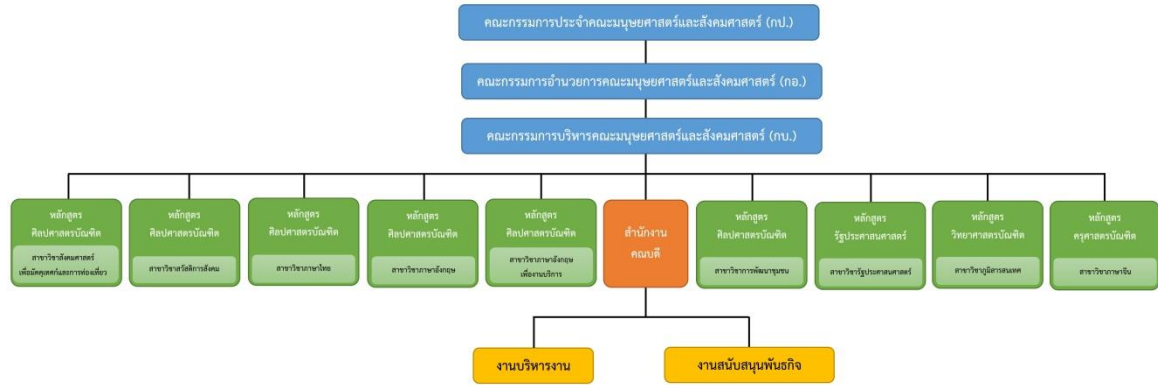 คณะกรรมการประจำคณะมนุษยศาสตร์และสังคมศาสตร์ (กป.)
คณะกรรมการอำนวยการคณะมนุษยศาสตร์และสังคมศาสตร์ (กอ.)
คณะกรรมการบริหารคณะมนุษยศาสตร์และสังคมศาสตร์ (กบ.)
หลักสูตร
ศิลปศาสตรบัณฑิต
สาขาวิชาสังคมศาสตร์
เพื่อมัคคุเทศก์และการท่องเที่ยว
หลักสูตร
ศิลปศาสตรบัณฑิต
สาขาวิชาสวัสดิการสังคม
หลักสูตร
ศิลปศาสตรบัณฑิต
สาขาวิชาภาษาไทย
หลักสูตร
ศิลปศาสตรบัณฑิต
สาขาวิชาภาษาอังกฤษ
หลักสูตร
ศิลปศาสตรบัณฑิต
สาขาวิชาภาษาอังกฤษ
เพื่องานบริการ
สำนักงาน
คณบดี
หลักสูตร
ศิลปศาสตรบัณฑิต
สาขาวิชาการพัฒนาชุมชน
หลักสูตร
รัฐประศาสนศาสตร์
สาขาวิชารัฐประศาสนศาสตร์
หลักสูตร
วิทยาศาสตรบัณฑิต
สาขาวิชาภูมิสารสนเทศ
หลักสูตร
ครุศาสตรบัณฑิต
สาขาวิชาภาษาจีน
งานบริหารงาน
งานสนับสนุนพันธกิจ